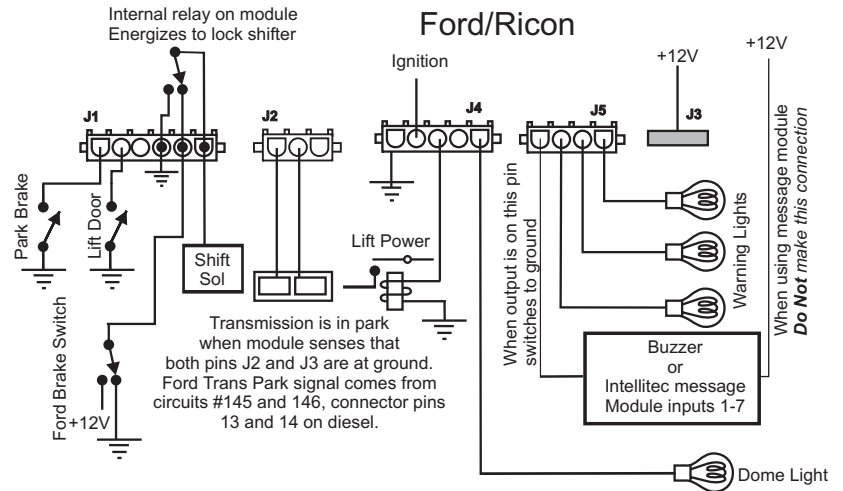 Ford/Ricon
Internal relay on module
Energizes to lock shifter
Ignition
+12V
+12V
J1
J2
J4
J5
J3
Park Brake
Lift Door
Shift
Sol
Lift Power
Ford Brake Switch
+12V
Transmission is in park
when module senses that
both pins J2 and J3 are at ground.
Ford Trans Park signal comes from
circuits #145 and 146, connector pins
13 and 14 on diesel.
When output is on this pin
switches to ground
Warning Lights
When using message module
Do Not make this connection
Buzzer
or
Intellitec message
Module inputs 1-7
Dome Light